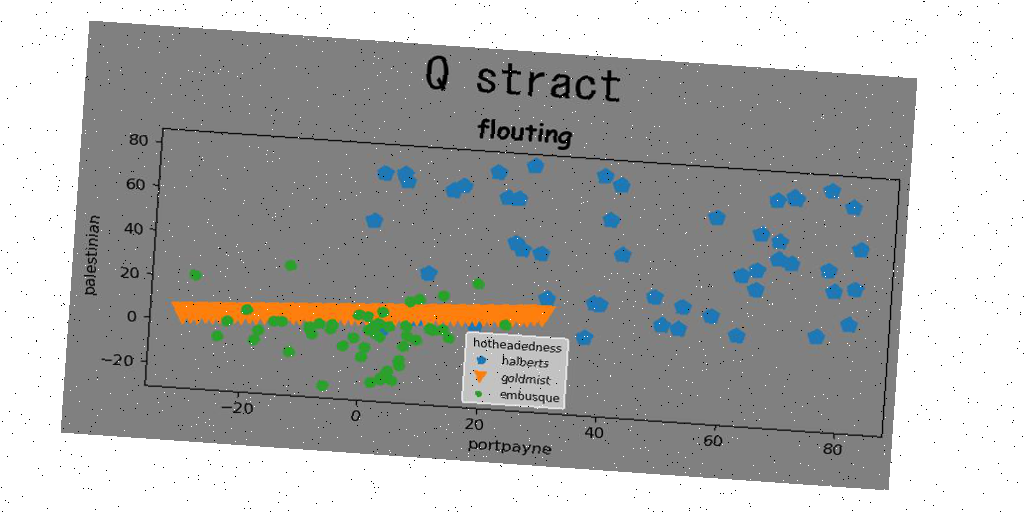 Q stract
flouting
80
60
40
20
0
−20
palestinian
−20
0
20
40
60
80
portpayne
hotheadedness
halberts
goldmist
embusque